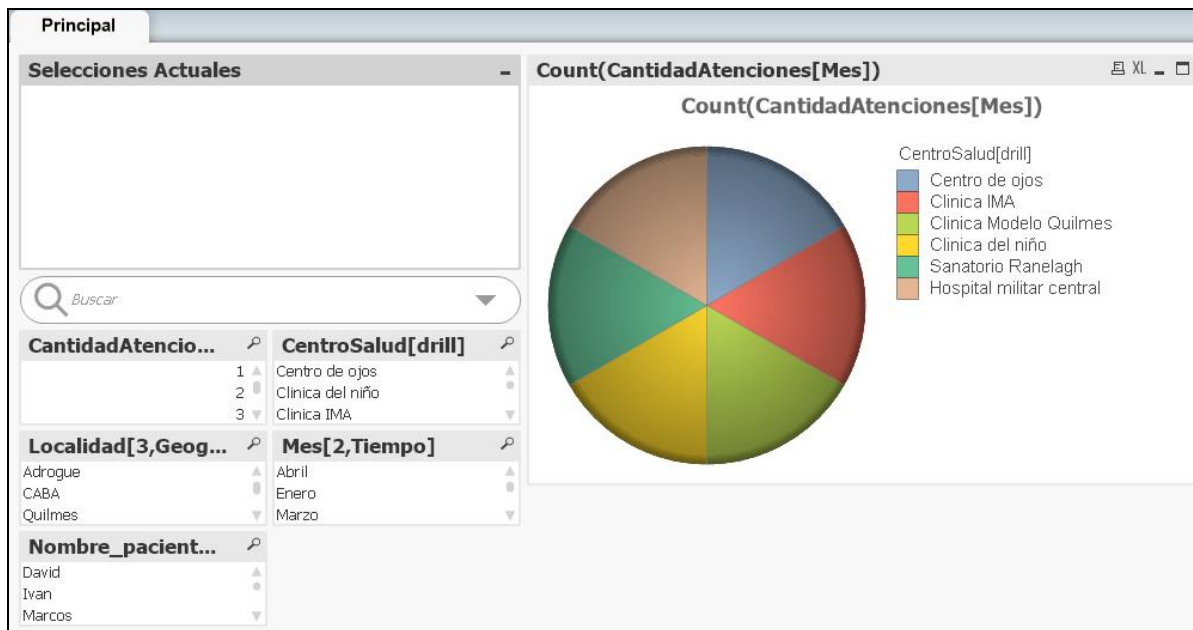 Principal
Selecciones Actuales
Buscar
CantidadAtencio...
1
2
3
CentroSalud[drill]
Centro de ojos
Clinica del niño
Clinica IMA
Localidad[3,Geog...
Adrogue
CABA
Quilmes
Mes[2,Tiempo]
Abril
Enero
Marzo
Nombre_pacient...
David
Ivan
Marcos
Count(CantidadAtenciones[Mes])
XL
Count(CantidadAtenciones[Mes])
CentroSalud[drill]
Centro de ojos
Clinica IMA
Clinica Modelo Quilmes
Clinica del niño
Sanatorio Ranelagh
Hospital militar central